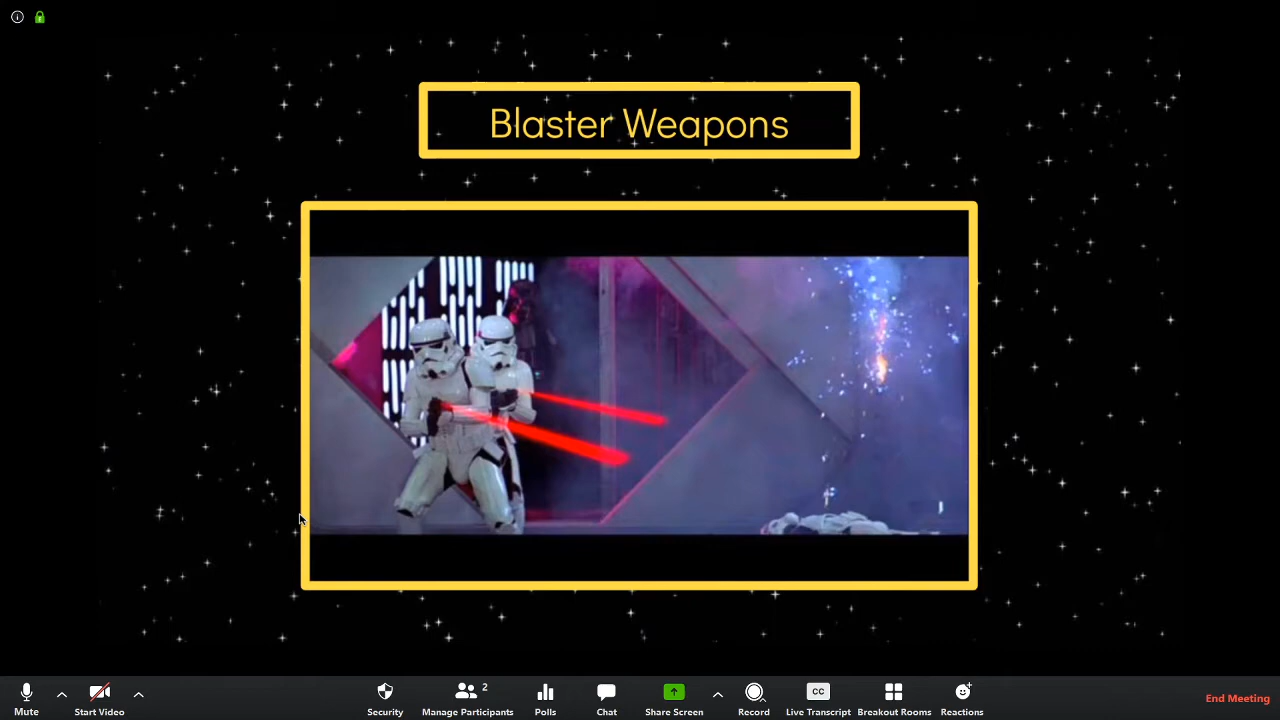 Blaster Weapons
2
CC
Mute
Start Video
Security
Manage Participants
Polls
Chat
Share Screen
Record
Live Transcript
Breakout Rooms
Reactions
End Meeting